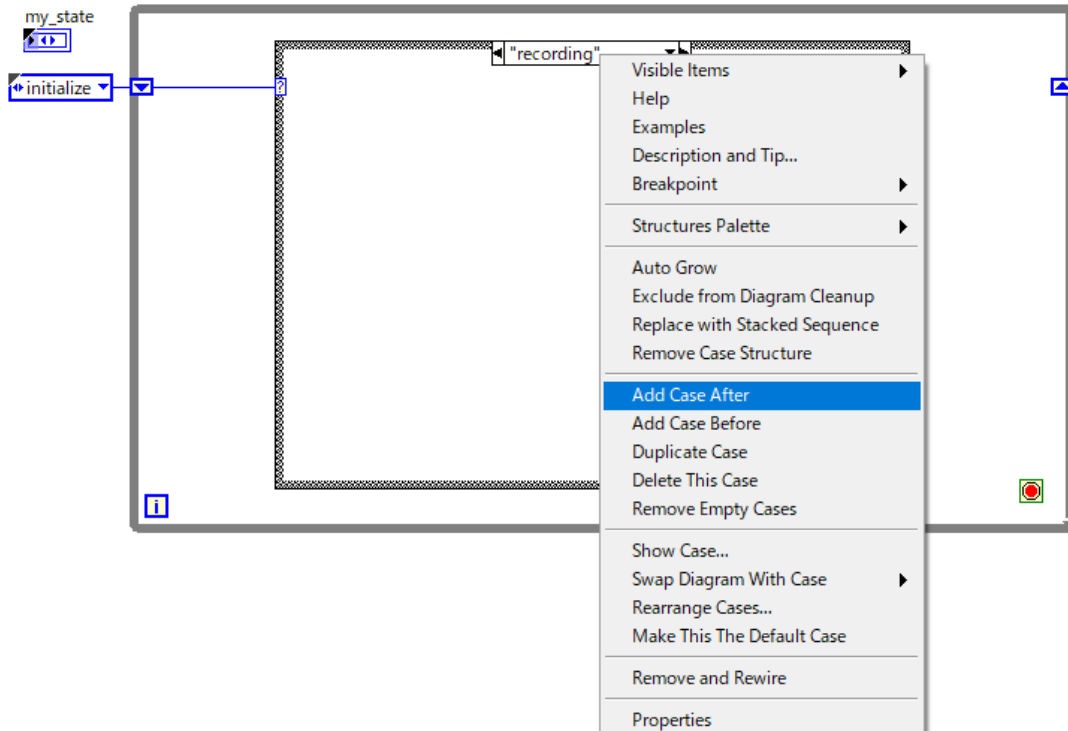 my_state
initialize
"recording"
?
i
Visible Items
Help
Examples
Description and Tip...
Breakpoint
Structures Palette
Auto Grow
Exclude from Diagram Cleanup
Replace with Stacked Sequence
Remove Case Structure
Add Case After
Add Case Before
Duplicate Case
Delete This Case
Remove Empty Cases
Show Case...
Swap Diagram With Case
Rearrange Cases...
Make This The Default Case
Remove and Rewire
Properties